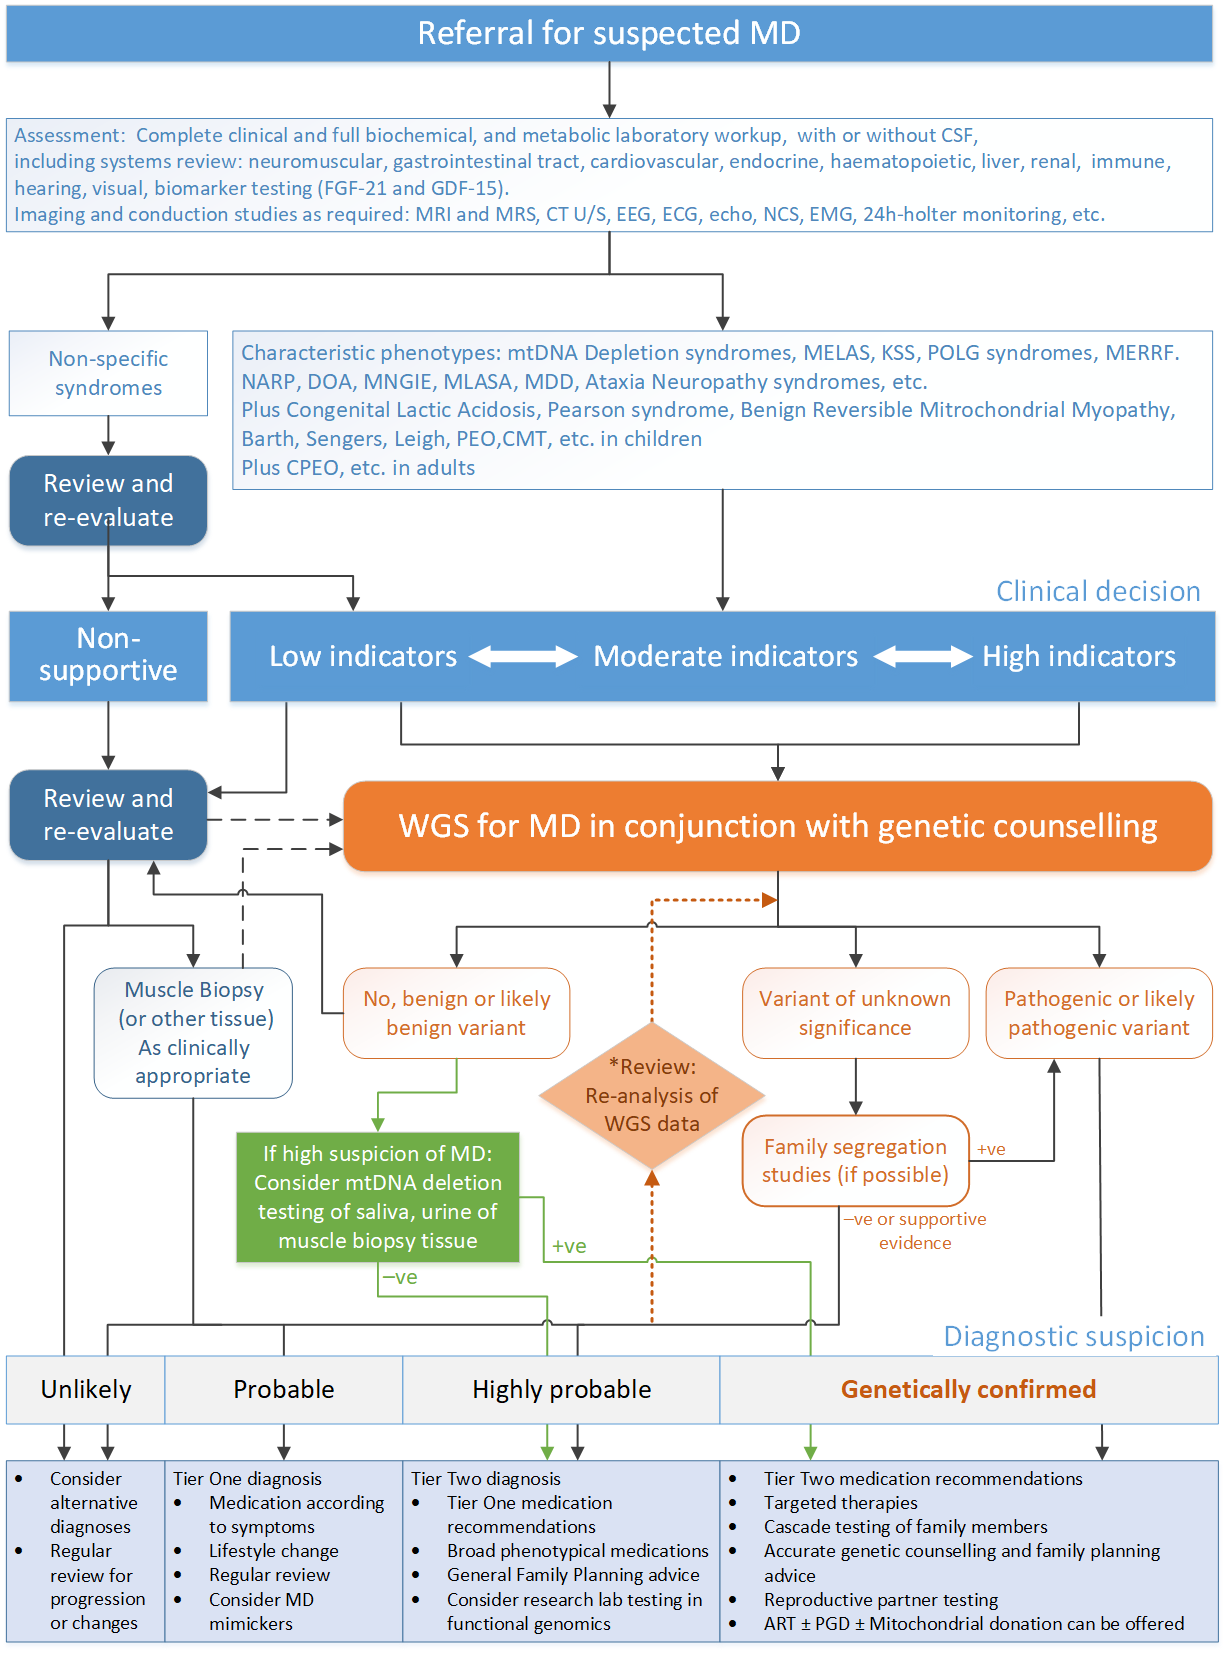 Referral for suspected MD
Assessment:  Complete clinical and full biochemical, and metabolic laboratory workup,  with or without CSF,
including systems review: neuromuscular, gastrointestinal tract, cardiovascular, endocrine, haematopoietic, liver, renal,  immune,
hearing, visual, biomarker testing (FGF-21 and GDF-15).
Imaging and conduction studies as required: MRI and MRS, CT U/S, EEG, ECG, echo, NCS, EMG, 24h-holter monitoring, etc.
Non-specific
syndromes
Characteristic phenotypes: mtDNA Depletion syndromes, MELAS, KSS, POLG syndromes, MERRF.
NARP, DOA, MNGIE, MLASA, MDD, Ataxia Neuropathy syndromes, etc.
Plus Congenital Lactic Acidosis, Pearson syndrome, Benign Reversible Mitrochondrial Myopathy,
Barth, Sengers, Leigh, PEO,CMT, etc. in children
Plus CPEO, etc. in adults
Review and
re-evaluate
Clinical decision
Non-
supportive
Low indicators
Moderate indicators
High indicators
Review and
re-evaluate
WGS for MD in conjunction with genetic counselling
Muscle Biopsy
(or other tissue)
As clinically
appropriate
No, benign or likely
benign variant
Variant of unknown
significance
Pathogenic or likely
pathogenic variant
*Review:
Re-analysis of
WGS data
If high suspicion of MD:
Consider mtDNA deletion
testing of saliva, urine of
muscle biopsy tissue
Family segregation
studies (if possible)
+ve
–ve or supportive
evidence
+ve
–ve
Diagnostic suspicion
Unlikely
Probable
Highly probable
Genetically confirmed
• Consider
alternative
diagnoses
• Regular
review for
progression
or changes
Tier One diagnosis
• Medication according
to symptoms
• Lifestyle change
• Regular review
• Consider MD
mimickers
Tier Two diagnosis
• Tier One medication
recommendations
• Broad phenotypical medications
• General Family Planning advice
• Consider research lab testing in
functional genomics
• Tier Two medication recommendations
• Targeted therapies
• Cascade testing of family members
• Accurate genetic counselling and family planning
advice
• Reproductive partner testing
• ART ± PGD ± Mitochondrial donation can be offered